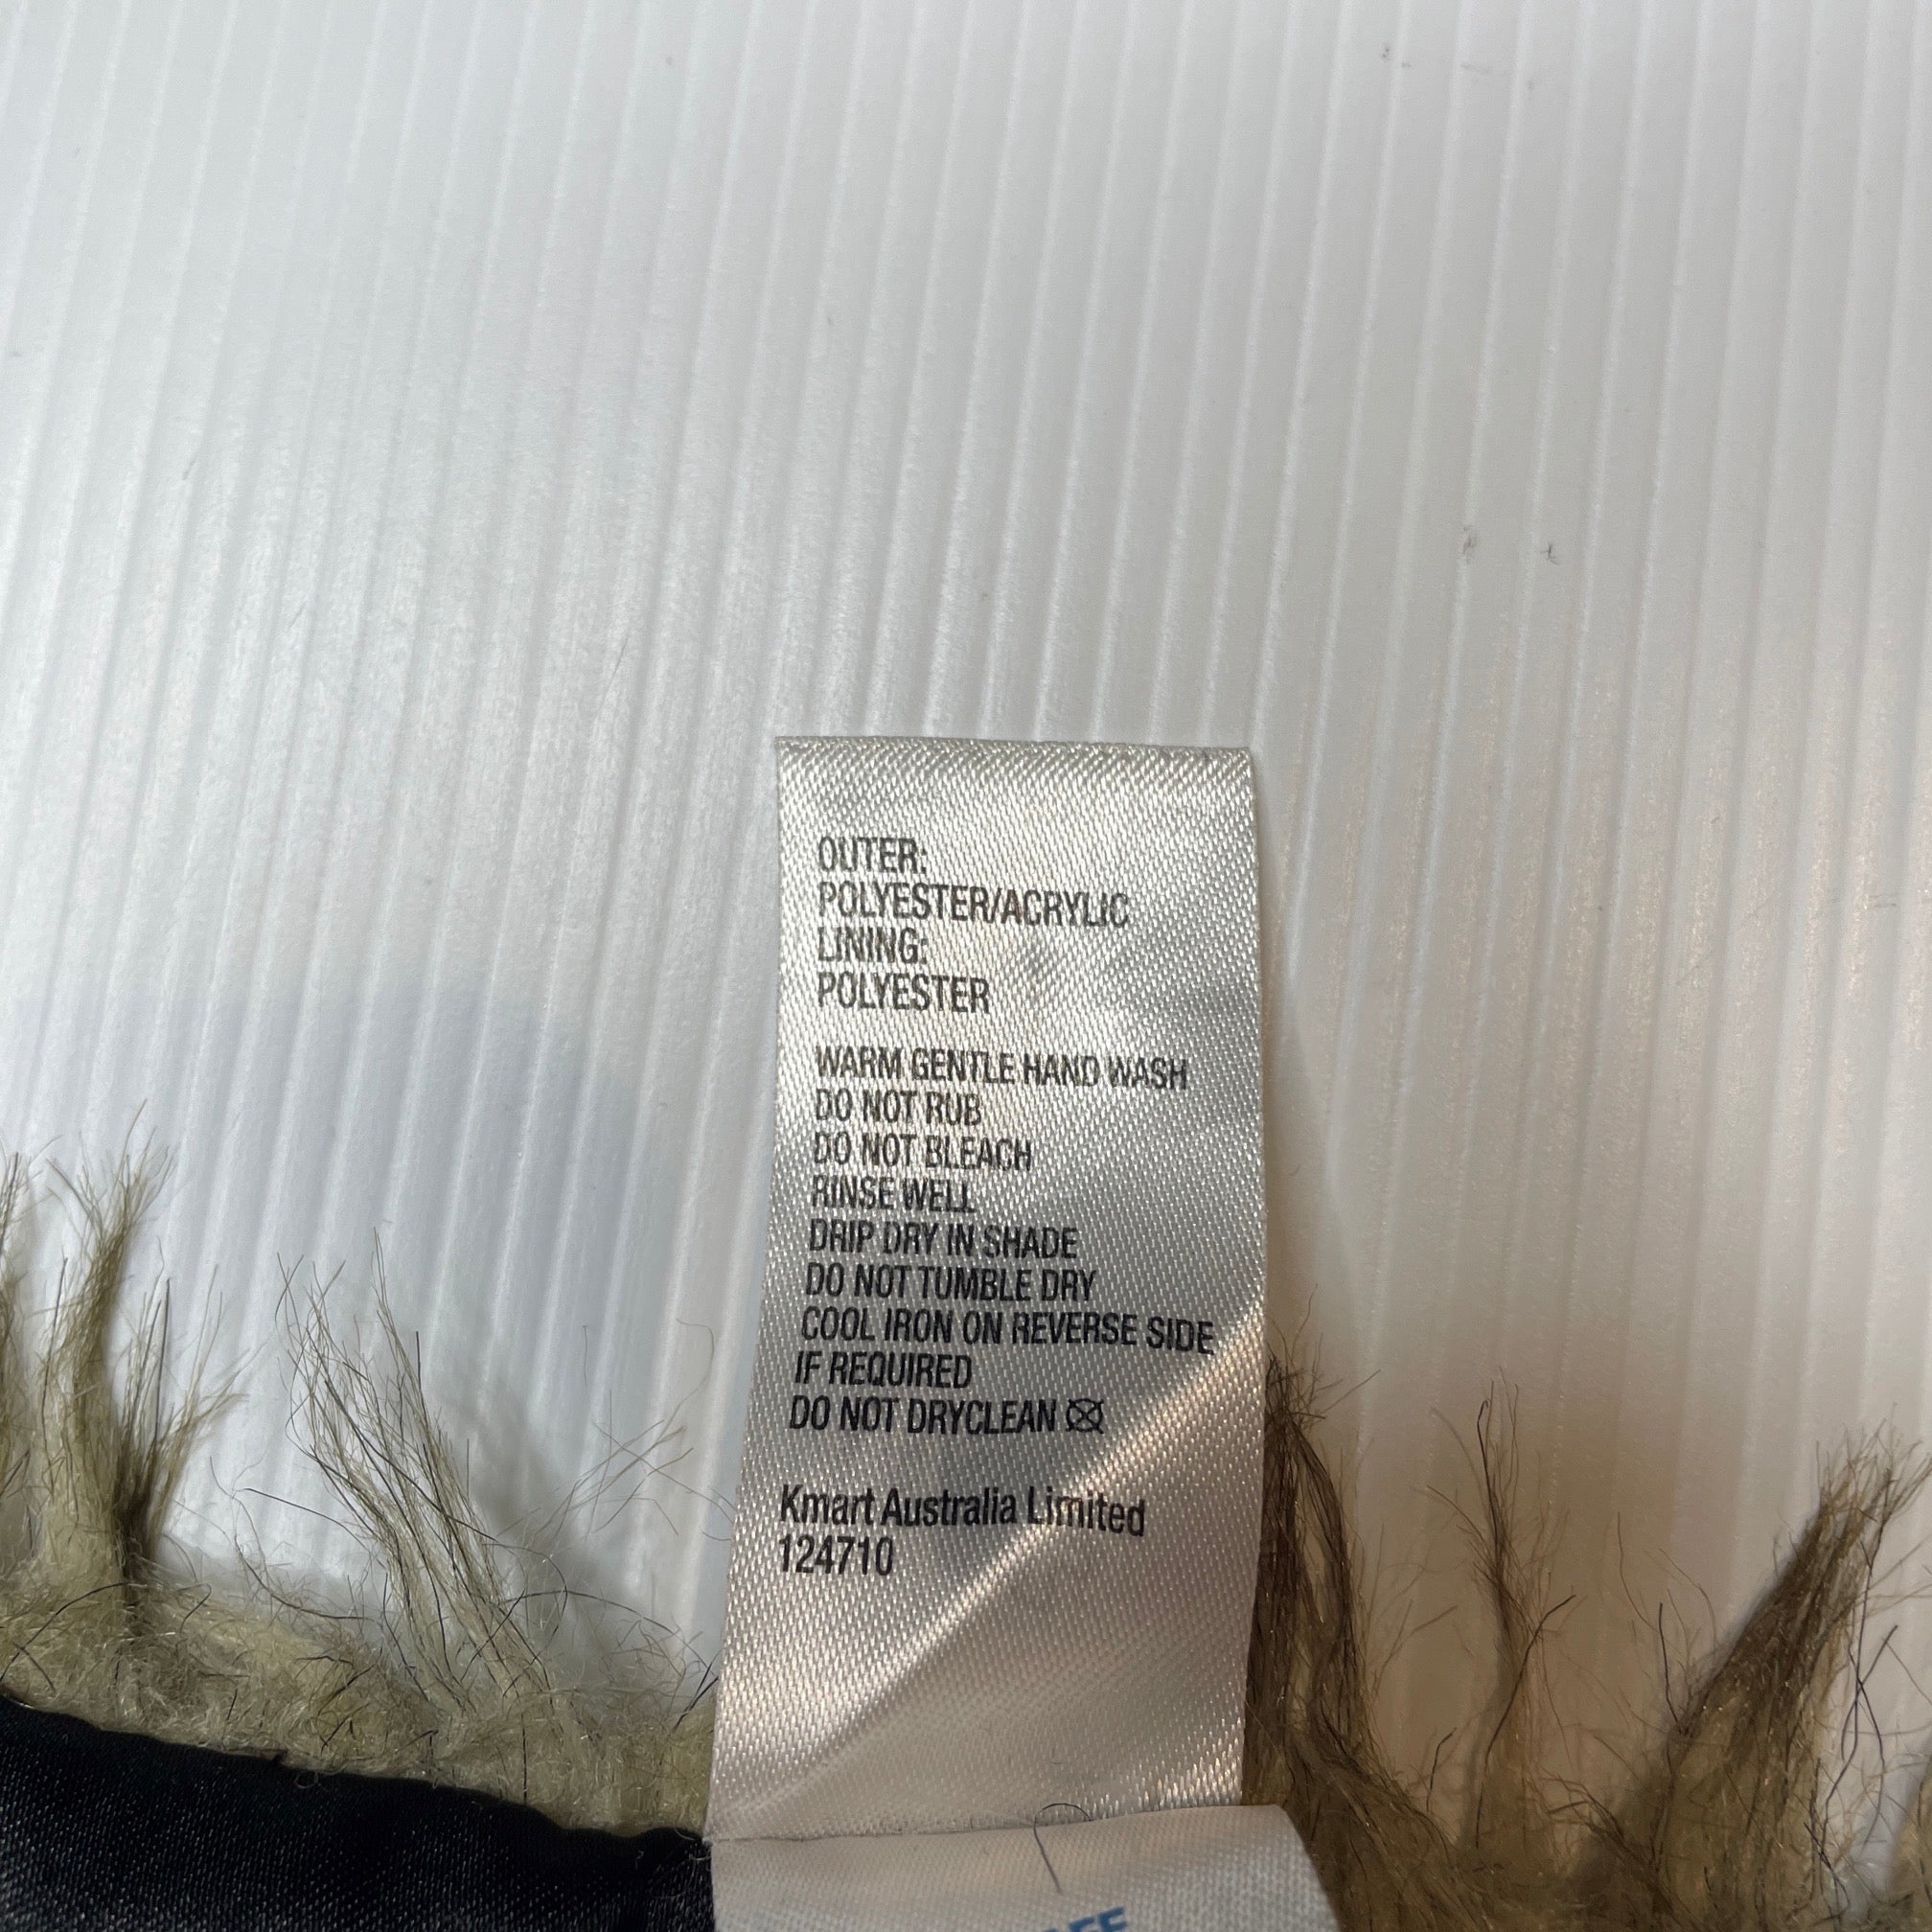 OUTER:
POLYESTER/ACRYLIC
LINING:
POLYESTER
WARM GENTLE HAND WASH
DO NOT RUB
DO NOT BLEACH
RINSE WELL
DRIP DRY IN SHADE
DO NOT TUMBLE DRY
COOL IRON ON REVERSE SIDE
IF REQUIRED
DO NOT DRYCLEAN
Kmart Australia Limited
124710